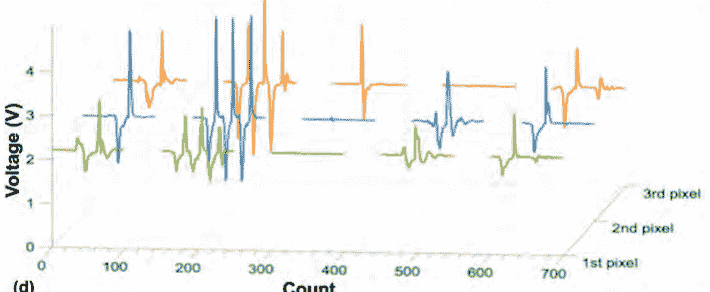 Voltage (V)
4
3
2
1
0
0 100 200 300 400 500 600 700
3rd pixel
2nd pixel
1st pixel
(d)
Count